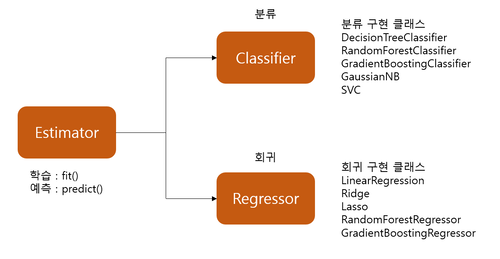 분류
Classifier
분류 구현 클래스
DecisionTreeClassifier
RandomForestClassifier
GradientBoostingClassifier
GaussianNB
SVC
Estimator
학습 : fit()
예측 : predict()
회귀
Regressor
회귀 구현 클래스
LinearRegression
Ridge
Lasso
RandomForestRegressor
GradientBoostingRegressor